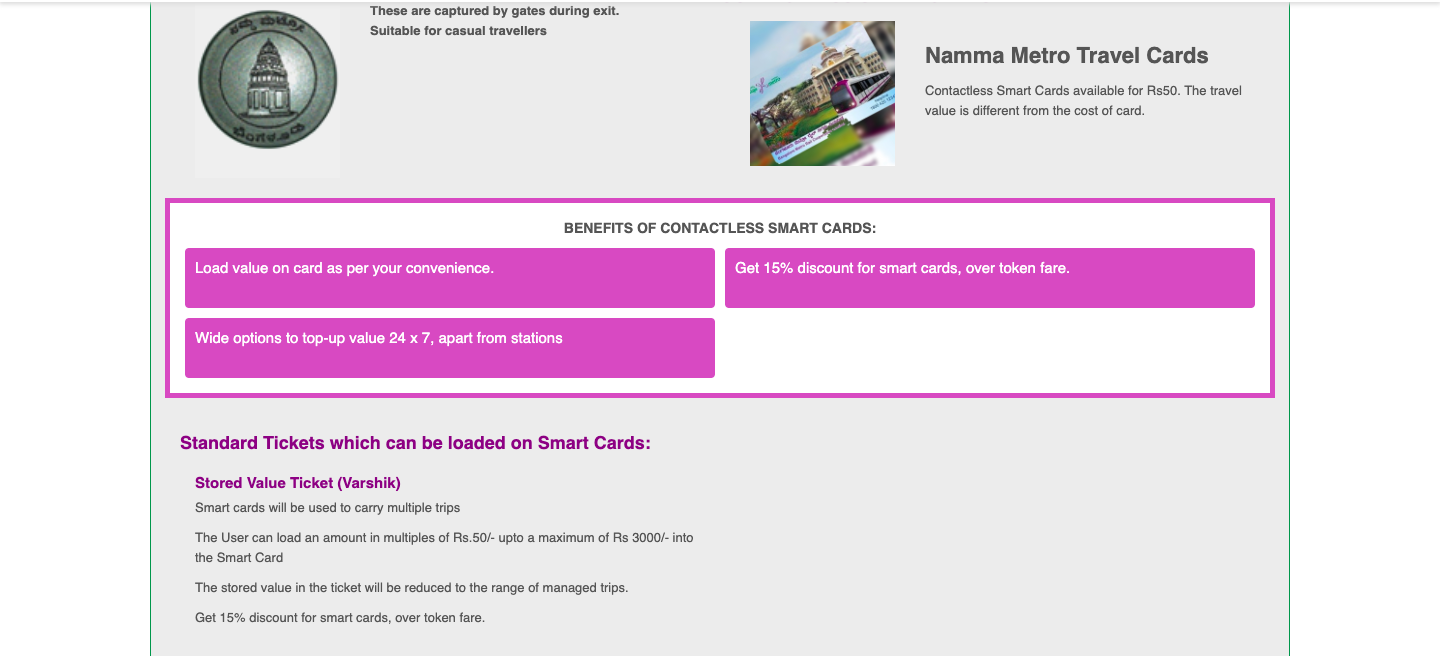 ನಮ್ಮ ಮೆಟ್ರೋ
ಬೆಂಗಳೂರು
These are captured by gates during exit.
Suitable for casual travellers
Namma Metro Travel Cards
Contactless Smart Cards available for Rs50. The travel
value is different from the cost of card.
BENEFITS OF CONTACTLESS SMART CARDS:
Load value on card as per your convenience.
Get 15% discount for smart cards, over token fare.
Wide options to top-up value 24 x 7, apart from stations
Standard Tickets which can be loaded on Smart Cards:
Stored Value Ticket (Varshik)
Smart cards will be used to carry multiple trips
The User can load an amount in multiples of Rs.50/- upto a maximum of Rs 3000/- into
the Smart Card
The stored value in the ticket will be reduced to the range of managed trips.
Get 15% discount for smart cards, over token fare.